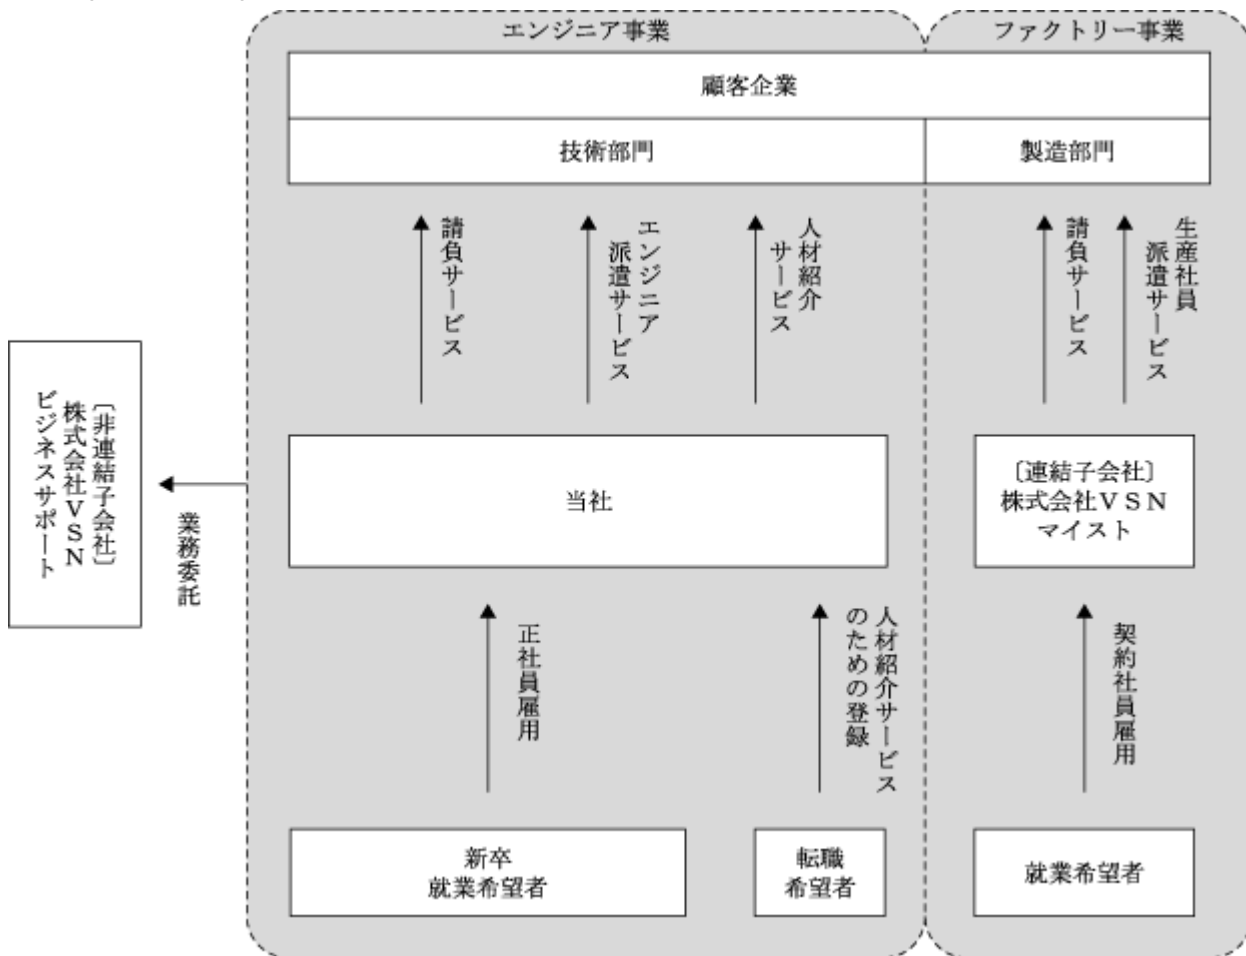 エンジニア事業
ファクトリー事業
顧客企業
技術部門
製造部門
請負サービス
エンジニア
派遣サービス
人材紹介
サービス
請負サービス
生産社員
派遣サービス
〔非連結子会社〕
株式会社VSN
ビジネスサポート
業務委託
当社
〔連結子会社〕
株式会社VSN
マイスト
正社員雇用
人材紹介サービス
のための登録
契約社員雇用
新卒
就業希望者
転職
希望者
就業希望者